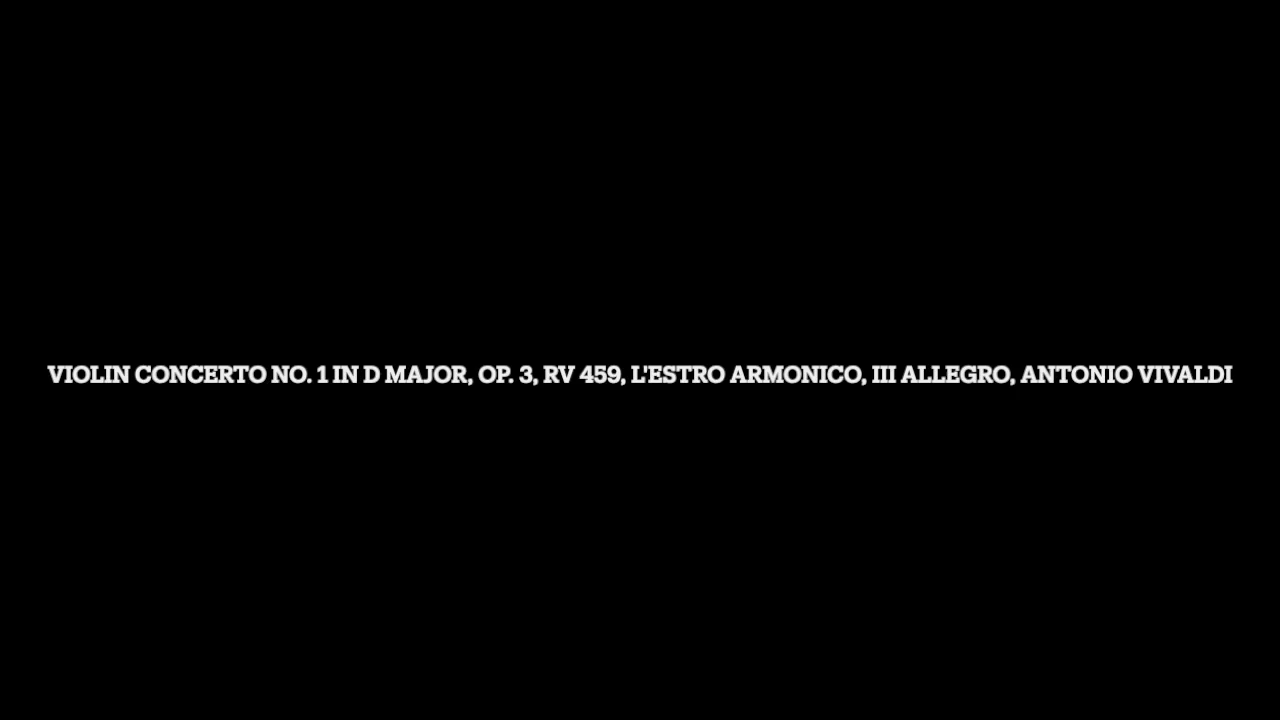 VIOLIN CONCERTO NO. 1 IN D MAJOR, OP. 3, RV 459, L'ESTRO ARMONICO, III ALLEGRO, ANTONIO VIVALDI